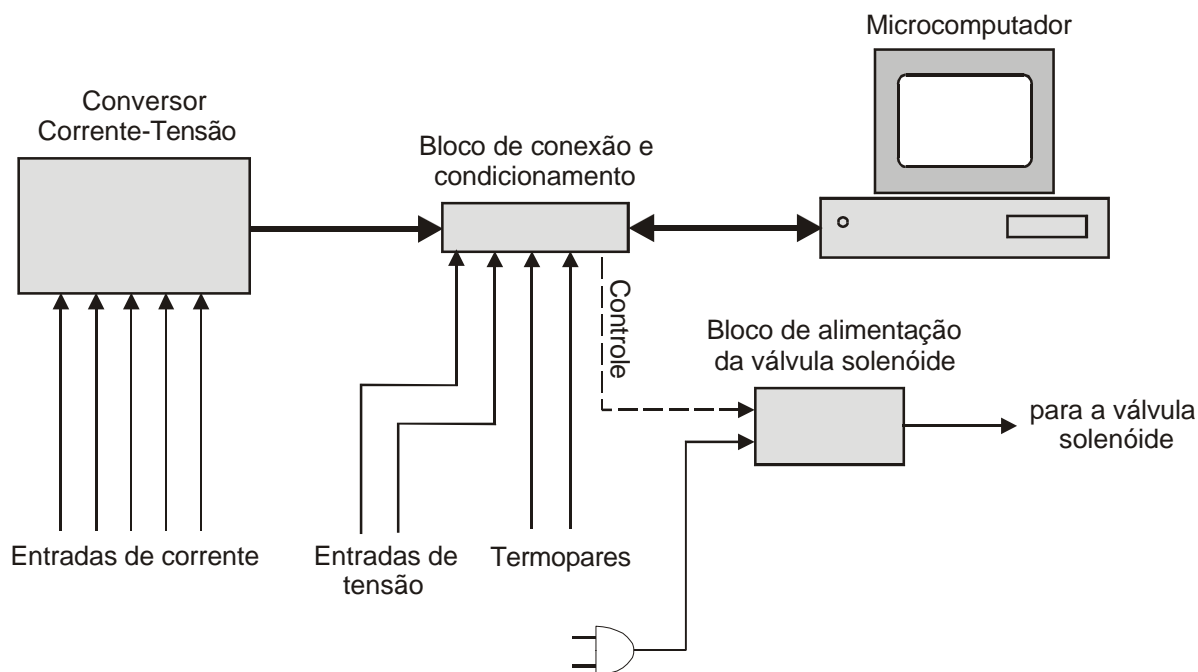 Microcomputador
Conversor
Corrente-Tensão
Bloco de conexão e
condicionamento
Controle
Bloco de alimentação
da válvula solenóide
para a válvula
solenóide
Entradas de corrente
Entradas de
tensão
Termopares